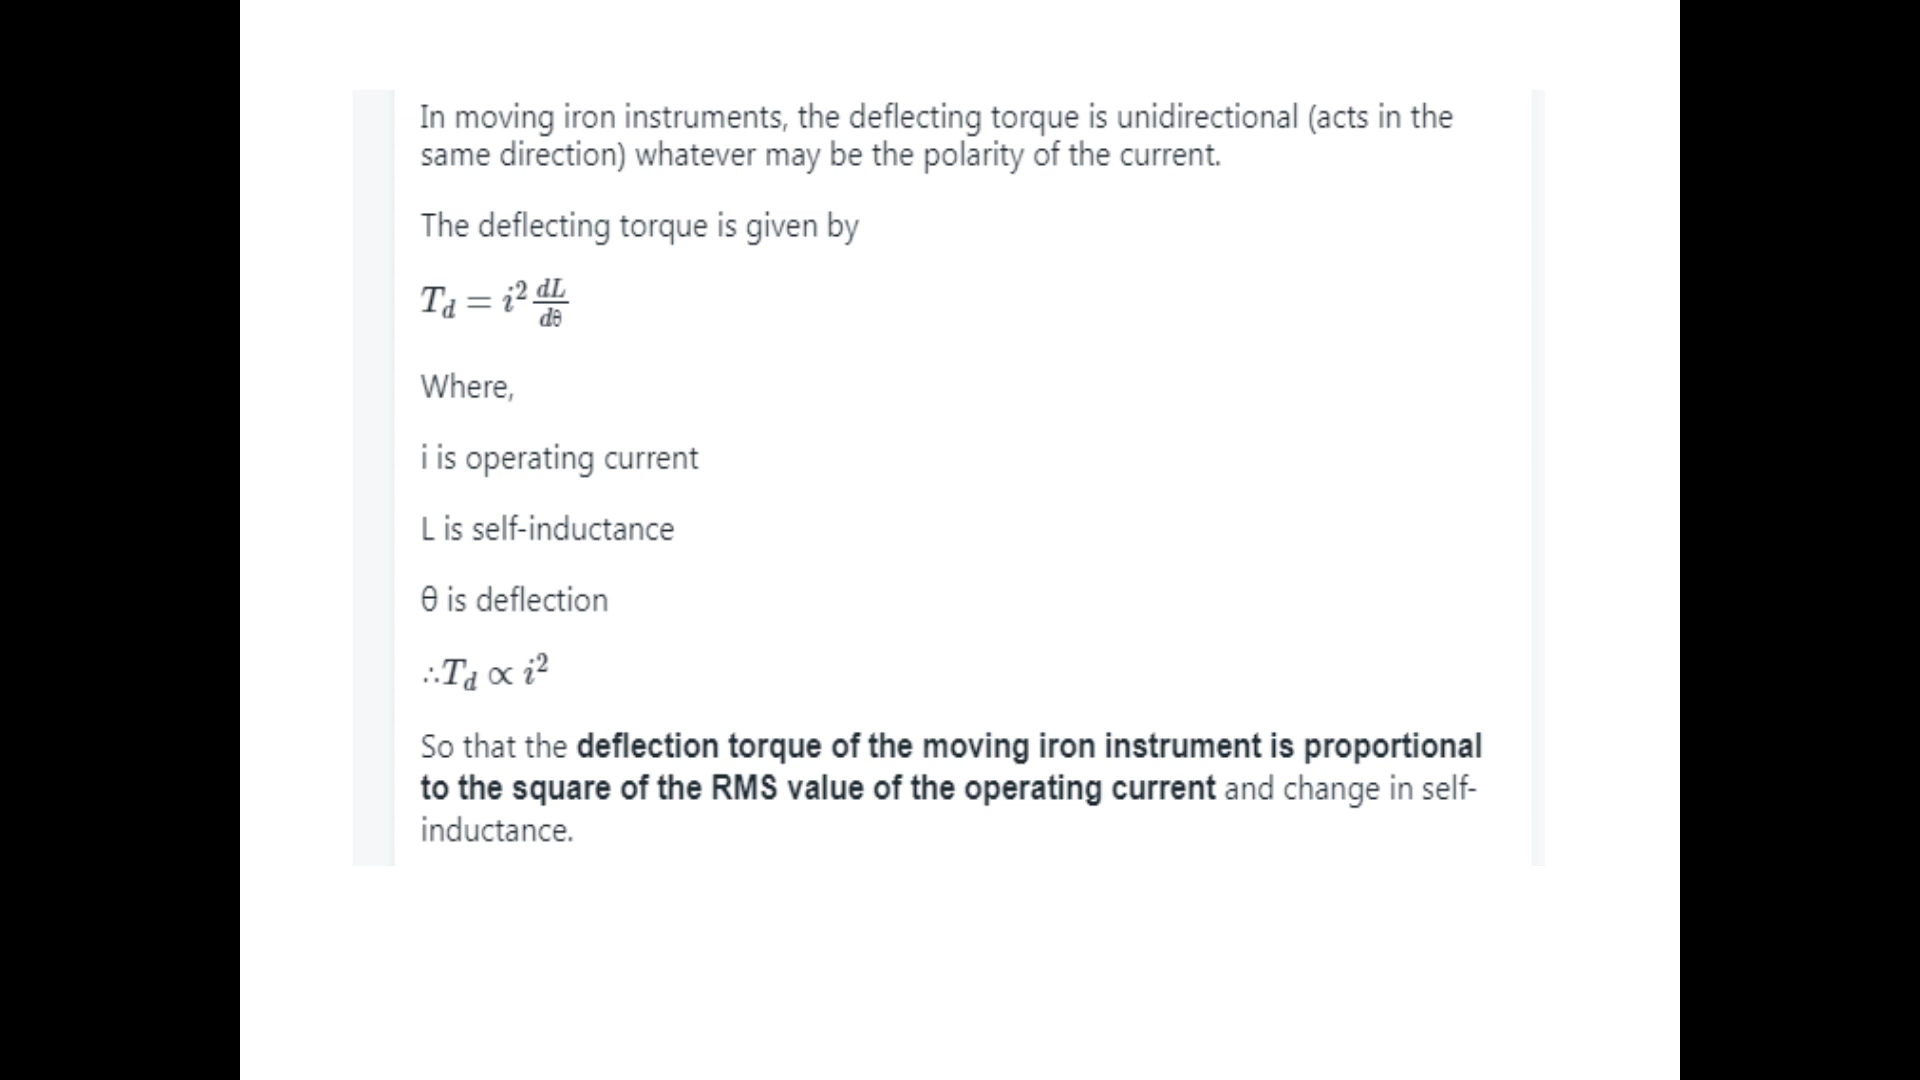 In moving iron instruments, the deflecting torque is unidirectional (acts in the
same direction) whatever may be the polarity of the current.
The deflecting torque is given by
T_d = i² dL/dθ
Where,
i is operating current
L is self-inductance
θ is deflection
∴T_d ∝ i²
So that the deflection torque of the moving iron instrument is proportional
to the square of the RMS value of the operating current and change in self-
inductance.